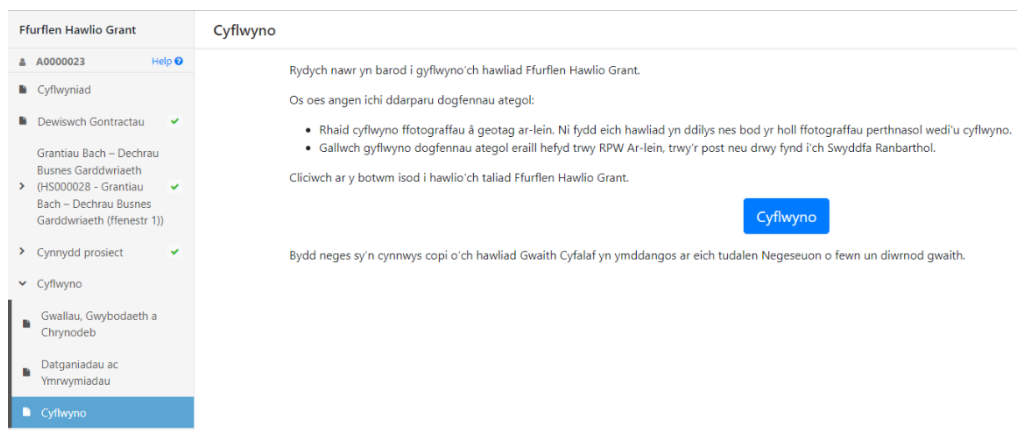 Ffurflen Hawlio Grant
A0000023
Help
Cyflwyniad
Dewiswch Gontractau
Grantiau Bach – Dechrau
Busnes Garddwriaeth
(HS000028 - Grantiau
Bach – Dechrau Busnes
Garddwriaeth (ffenestr 1))
Cynnydd prosiect
Cyflwyno
Gwallau, Gwybodaeth a
Chrynodeb
Datganiadau ac
Ymrwymiadau
Cyflwyno
Cyflwyno
Rydych nawr yn barod i gyflwyno'ch hawliad Ffurflen Hawlio Grant.
Os oes angen ichi ddarparu dogfennau ategol:
• Rhaid cyflwyno ffotograffau â geotag ar-lein. Ni fydd eich hawliad yn ddilys nes bod yr holl ffotograffau perthnasol wedi'u cyflwyno.
• Gallwch gyflwyno dogfennau ategol eraill hefyd trwy RPW Ar-lein, trwy'r post neu drwy fynd i'ch Swyddfa Ranbarthol.
Cliciwch ar y botwm isod i hawlio'ch taliad Ffurflen Hawlio Grant.
Cyflwyno
Bydd neges sy'n cynnwys copi o'ch hawliad Gwaith Cyfalaf yn ymddangos ar eich tudalen Negeseuon o fewn un diwrnod gwaith.